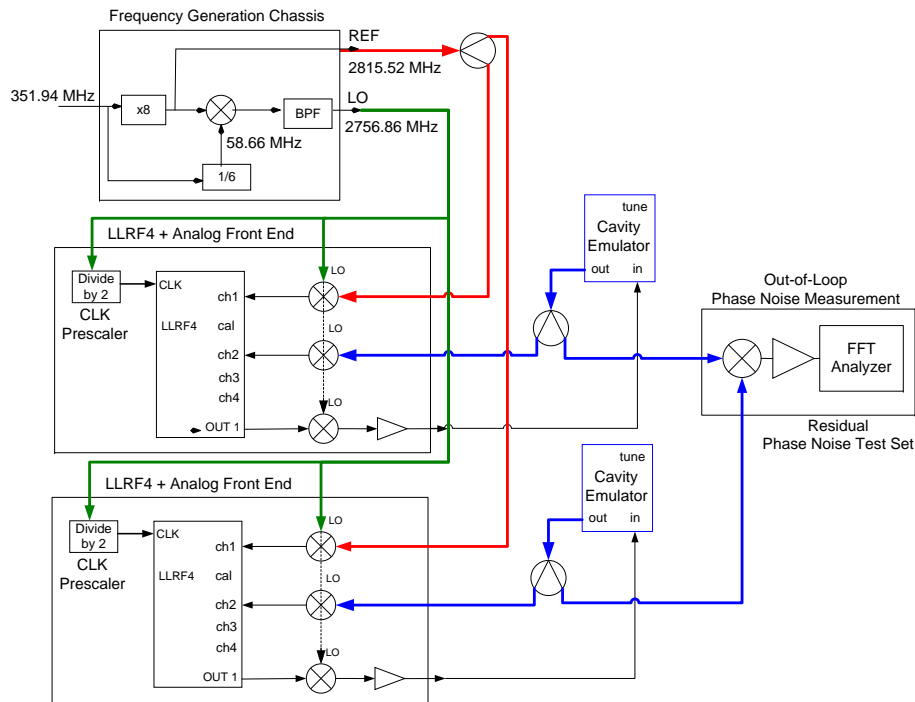 Frequency Generation Chassis
REF
2815.52 MHz
351.94 MHz
x8
LO
BPF
2756.86 MHz
58.66 MHz
1/6
LLRF4 + Analog Front End
Divide
by 2
CLK
Prescaler
CLK
LLRF4
ch1
cal
ch2
ch3
ch4
OUT 1
LO
LO
LO
tune
Cavity
Emulator
out
in
Out-of-Loop
Phase Noise Measurement
FFT
Analyzer
Residual
Phase Noise Test Set
LLRF4 + Analog Front End
Divide
by 2
CLK
Prescaler
CLK
LLRF4
ch1
cal
ch2
ch3
ch4
OUT 1
LO
LO
LO
tune
Cavity
Emulator
out
in